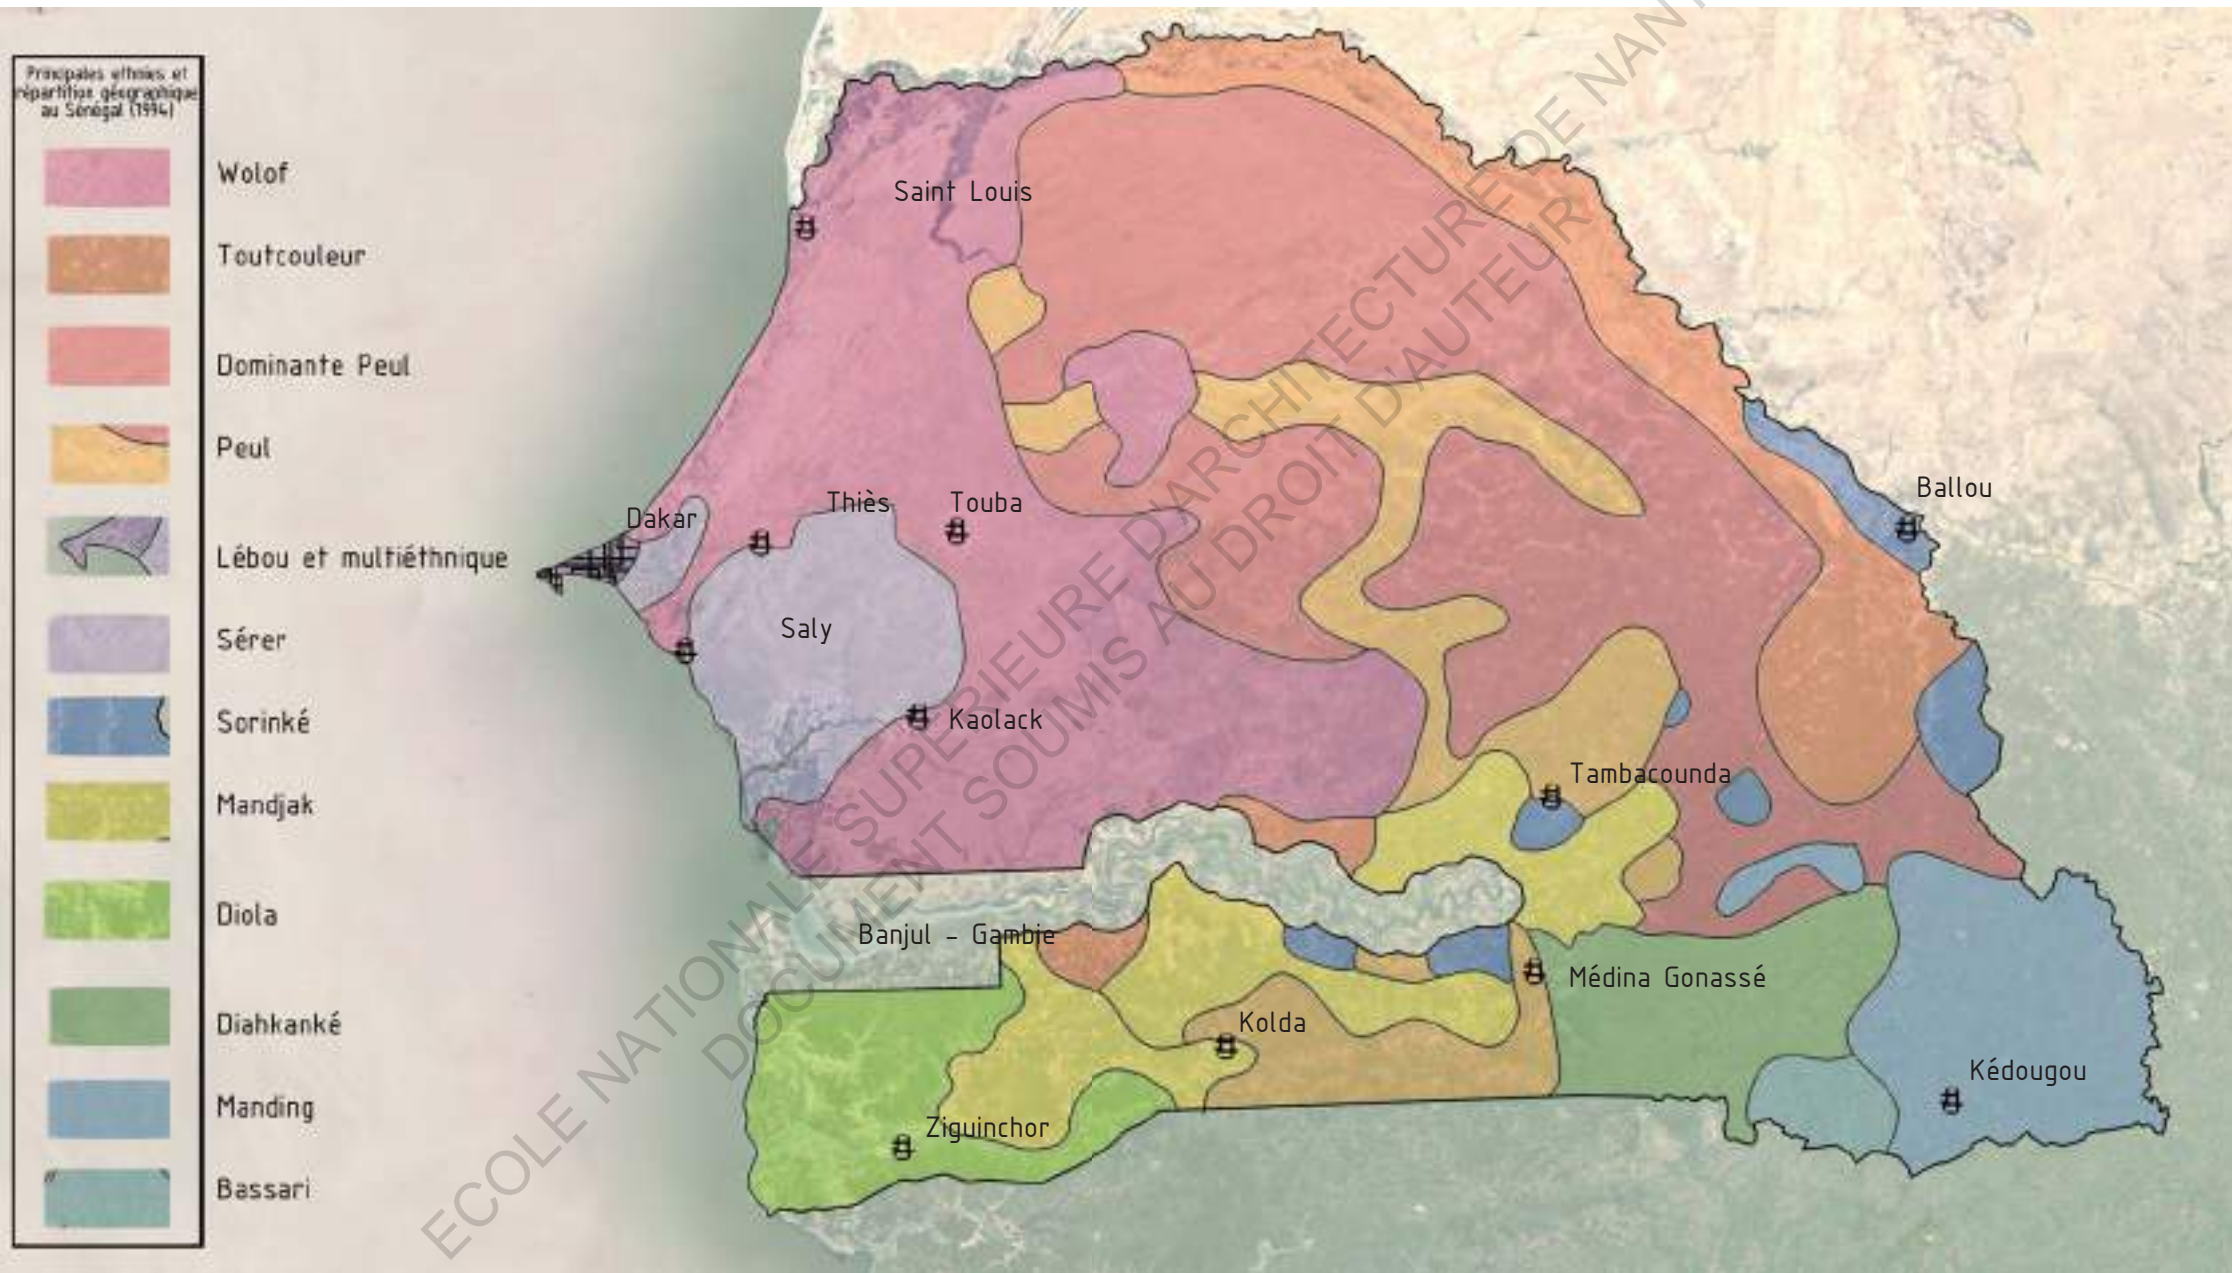 Principales ethnies et
répartition géographique
au Sénégal (1994)
Wolof
Toutcouleur
Dominante Peul
Peul
Lébou et multiéthnique
Sérer
Sorinké
Mandjak
Diola
Diahkanké
Manding
Bassari
Saint Louis
Dakar
Thiès
Touba
Ballou
Saly
Kaolack
Tambacounda
Banjul - Gambie
Médina Gonassé
Kolda
Kédougou
Ziguinchor
ECOLE NATIONALE SUPERIEURE D'ARCHITECTURE DE NANT
DOCUMENT SOUMIS AU DROIT D'AUTEUR